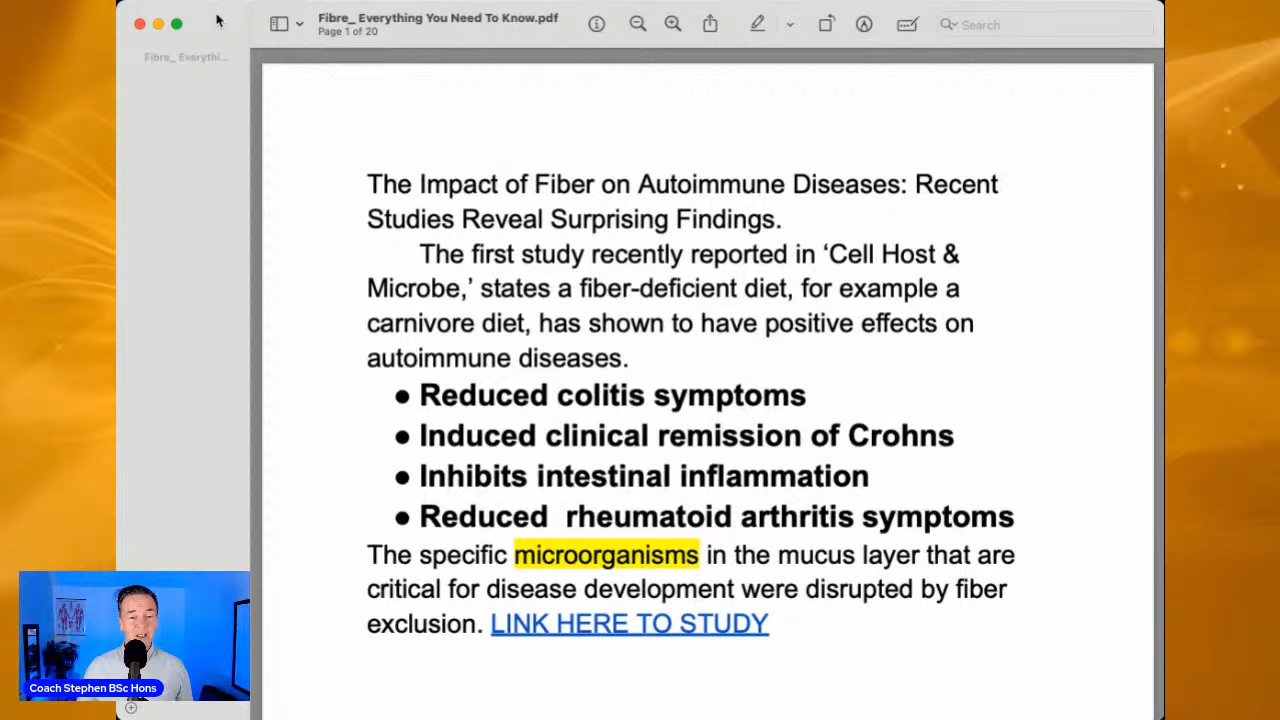 Fibre_ Everything You Need To Know.pdf
Page 1 of 20
Search
Fibre_ Everythi...
The Impact of Fiber on Autoimmune Diseases: Recent
Studies Reveal Surprising Findings.
The first study recently reported in ‘Cell Host &
Microbe,’ states a fiber-deficient diet, for example a
carnivore diet, has shown to have positive effects on
autoimmune diseases.
● Reduced colitis symptoms
● Induced clinical remission of Crohns
● Inhibits intestinal inflammation
● Reduced rheumatoid arthritis symptoms
The specific microorganisms in the mucus layer that are
critical for disease development were disrupted by fiber
exclusion. LINK HERE TO STUDY
Coach Stephen BSc Hons